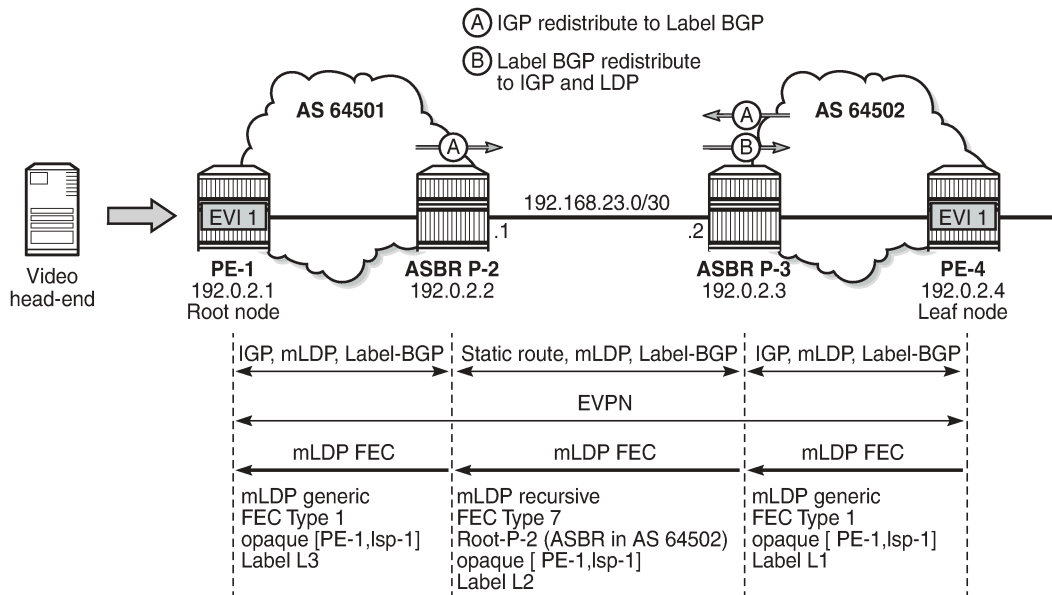 A IGP redistribute to Label BGP
B Label BGP redistribute
to IGP and LDP
AS 64501
AS 64502
A
A
B
EVI 1
192.168.23.0/30
EVI 1
.1
.2
Video
head-end
PE-1
192.0.2.1
Root node
ASBR P-2
192.0.2.2
ASBR P-3
192.0.2.3
PE-4
192.0.2.4
Leaf node
IGP, mLDP, Label-BGP
Static route, mLDP, Label-BGP
IGP, mLDP, Label-BGP
EVPN
mLDP FEC
mLDP FEC
mLDP FEC
mLDP generic
FEC Type 1
opaque [PE-1,lsp-1]
Label L3
mLDP recursive
FEC Type 7
Root-P-2 (ASBR in AS 64502)
opaque [ PE-1,lsp-1]
Label L2
mLDP generic
FEC Type 1
opaque [ PE-1,lsp-1]
Label L1